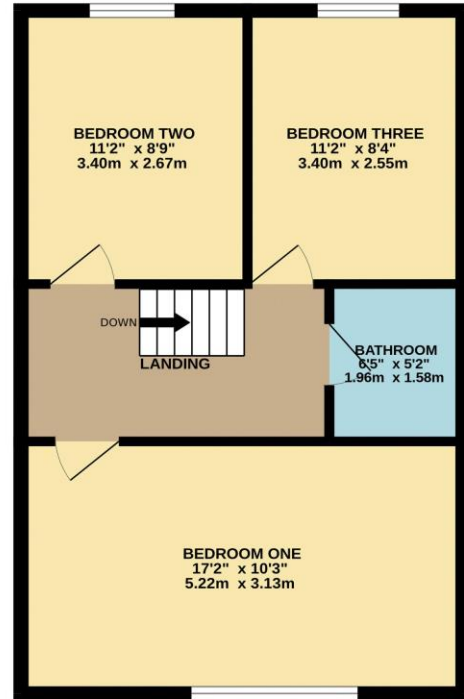 BEDROOM TWO
11'2" x 8'9"
3.40m x 2.67m
BEDROOM THREE
11'2" x 8'4"
3.40m x 2.55m
DOWN
LANDING
BATHROOM
6'5" x 5'2"
1.96m x 1.58m
BEDROOM ONE
17'2" x 10'3"
5.22m x 3.13m